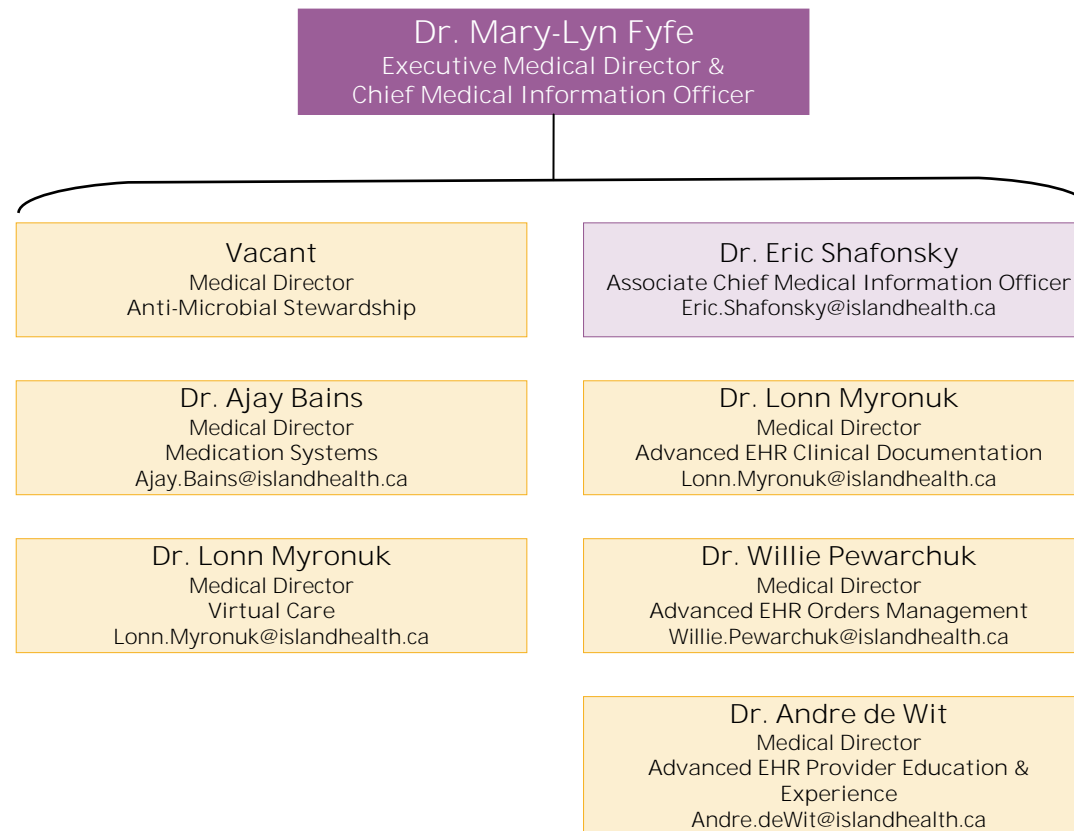 Dr. Mary-Lyn Fyfe
Executive Medical Director &
Chief Medical Information Officer
Vacant
Medical Director
Anti-Microbial Stewardship
Dr. Ajay Bains
Medical Director
Medication Systems
Ajay.Bains@islandhealth.ca
Dr. Lonn Myronuk
Medical Director
Virtual Care
Lonn.Myronuk@islandhealth.ca
Dr. Eric Shafonsky
Associate Chief Medical Information Officer
Eric.Shafonsky@islandhealth.ca
Dr. Lonn Myronuk
Medical Director
Advanced EHR Clinical Documentation
Lonn.Myronuk@islandhealth.ca
Dr. Willie Pewarchuk
Medical Director
Advanced EHR Orders Management
Willie.Pewarchuk@islandhealth.ca
Dr. Andre de Wit
Medical Director
Advanced EHR Provider Education &
Experience
Andre.deWit@islandhealth.ca